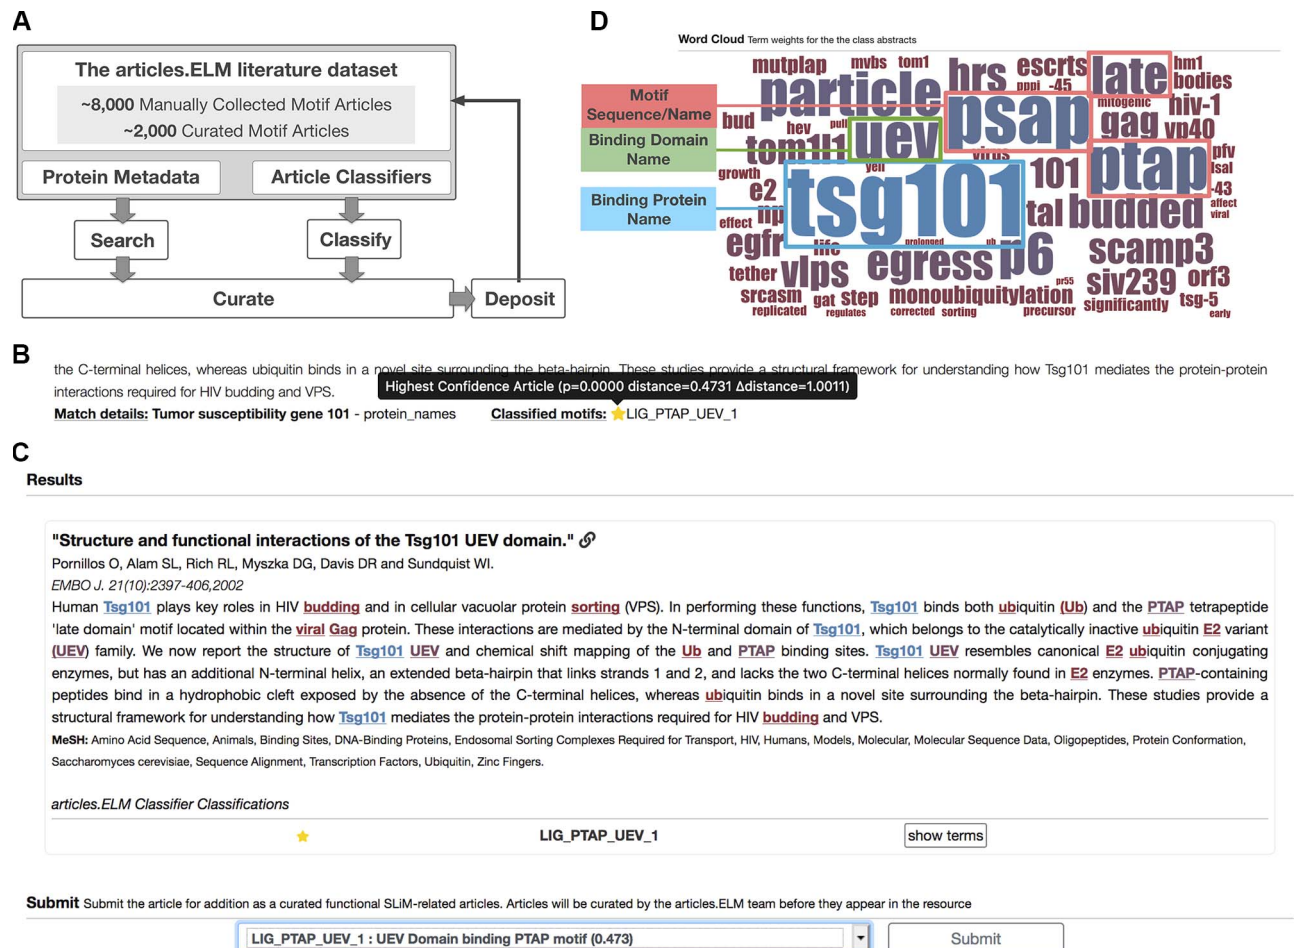 A
The articles.ELM literature dataset
~8,000 Manually Collected Motif Articles
~2,000 Curated Motif Articles
Protein Metadata
Article Classifiers
Search
Classify
Curate
Deposit
D
Word Cloud Term weights for the the class abstracts
Motif
Sequence/Name
Binding Domain
Name
Binding Protein
Name
mutplap
mvbs
tom1
hrs
escrts
late
hm1
bodies
particle
pppi
-45
psap
mitogenic
hiv-1
bud
hev
pull
uev
gag
vp40
tom1l1
virus
ptap
pfv
growth
yell
101
lsal
e2
tsg101
-43
effect
np
tal
budded
affect
viral
egfr
life
prolonged
ub
p6
scamp3
tether
vlps
egress
pr55
siv239
orf3
srcasm
gat
step
monoubiquitylation
significantly
tsg-5
replicated
regulates
corrected
sorting
precursor
early
B
the C-terminal helices, whereas ubiquitin binds in a novel site surrounding the beta-hairpin. These studies provide a structural framework for understanding how Tsg101 mediates the protein-protein
interactions required for HIV budding and VPS.
Highest Confidence Article (p=0.0000 distance=0.4731 Δdistance=1.0011)
Match details: Tumor susceptibility gene 101 - protein_names Classified motifs: LIG_PTAP_UEV_1
C
Results
"Structure and functional interactions of the Tsg101 UEV domain."
Pornillos O, Alam SL, Rich RL, Myszka DG, Davis DR and Sundquist WI.
EMBO J. 21(10):2397-406,2002
Human Tsg101 plays key roles in HIV budding and in cellular vacuolar protein sorting (VPS). In performing these functions, Tsg101 binds both ubiquitin (Ub) and the PTAP tetrapeptide
'late domain' motif located within the viral Gag protein. These interactions are mediated by the N-terminal domain of Tsg101, which belongs to the catalytically inactive ubiquitin E2 variant
(UEV) family. We now report the structure of Tsg101 UEV and chemical shift mapping of the Ub and PTAP binding sites. Tsg101 UEV resembles canonical E2 ubiquitin conjugating
enzymes, but has an additional N-terminal helix, an extended beta-hairpin that links strands 1 and 2, and lacks the two C-terminal helices normally found in E2 enzymes. PTAP-containing
peptides bind in a hydrophobic cleft exposed by the absence of the C-terminal helices, whereas ubiquitin binds in a novel site surrounding the beta-hairpin. These studies provide a
structural framework for understanding how Tsg101 mediates the protein-protein interactions required for HIV budding and VPS.
MeSH: Amino Acid Sequence, Animals, Binding Sites, DNA-Binding Proteins, Endosomal Sorting Complexes Required for Transport, HIV, Humans, Models, Molecular, Molecular Sequence Data, Oligopeptides, Protein Conformation,
Saccharomyces cerevisiae, Sequence Alignment, Transcription Factors, Ubiquitin, Zinc Fingers.
articles.ELM Classifier Classifications
LIG_PTAP_UEV_1
show terms
Submit Submit the article for addition as a curated functional SLiM-related articles. Articles will be curated by the articles.ELM team before they appear in the resource
LIG_PTAP_UEV_1 : UEV Domain binding PTAP motif (0.473)
Submit